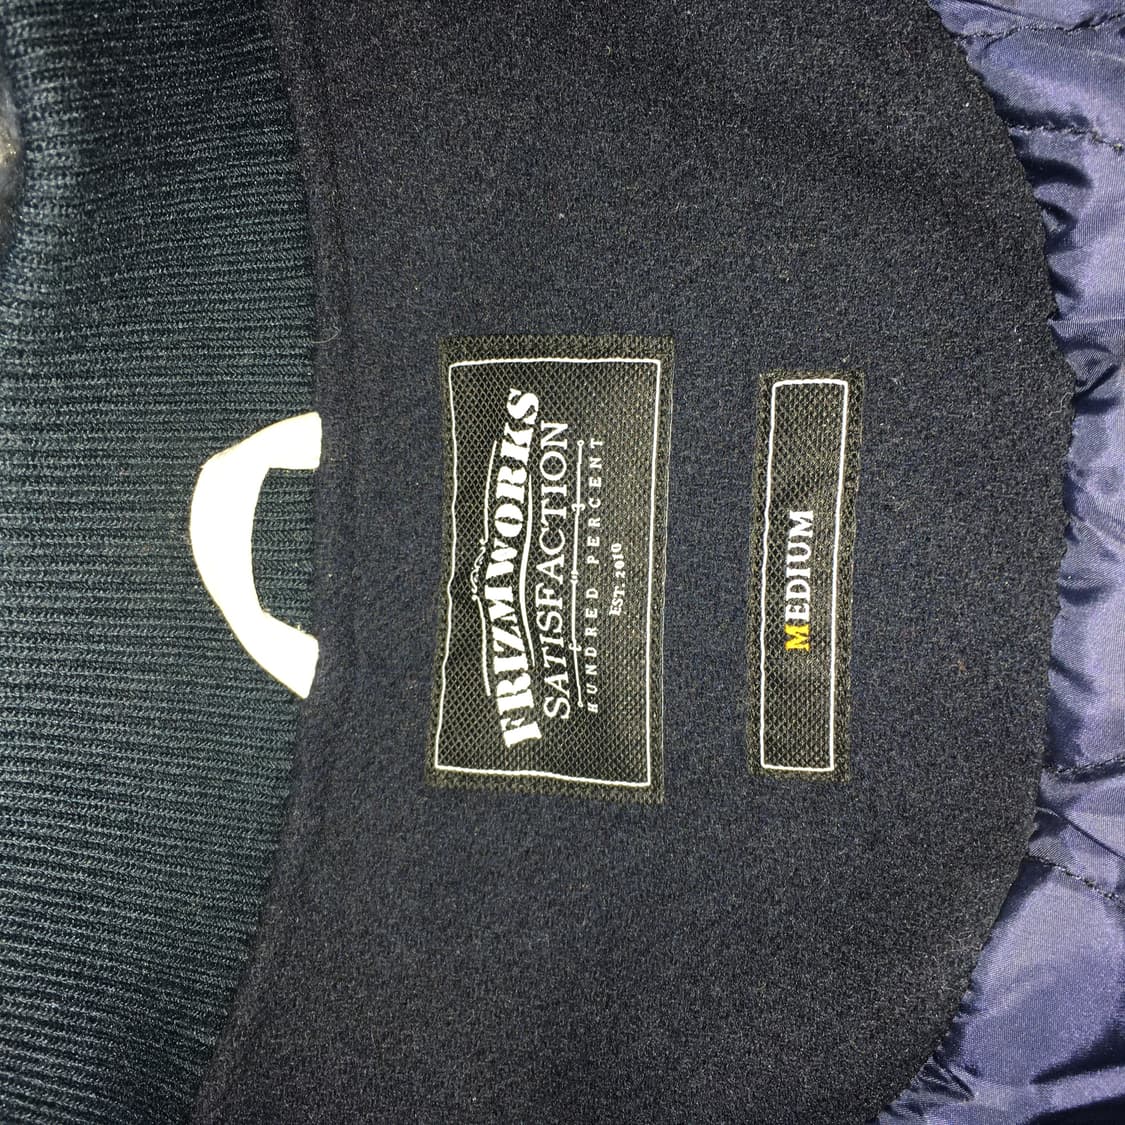 FRIZMWORKS
SATISFACTION
HUNDRED PERCENT
EST. 2010
MEDIUM